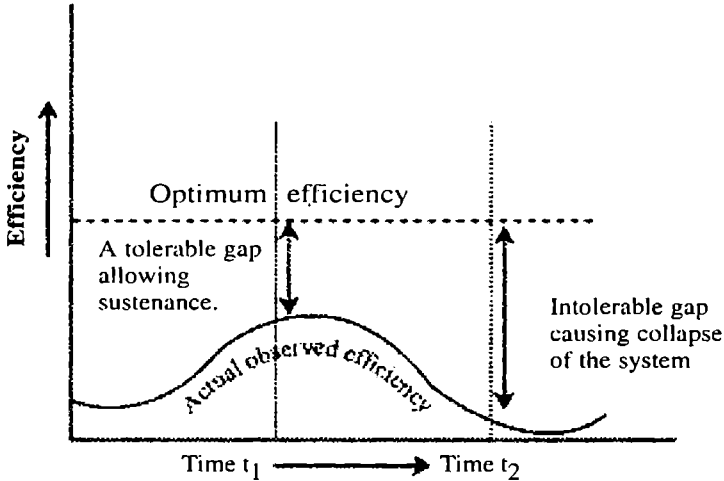 Efficiency
Optimum efficiency
A tolerable gap
allowing
sustenance.
Intolerable gap
causing collapse
of the system
Actual observed efficiency
Time t1
Time t2